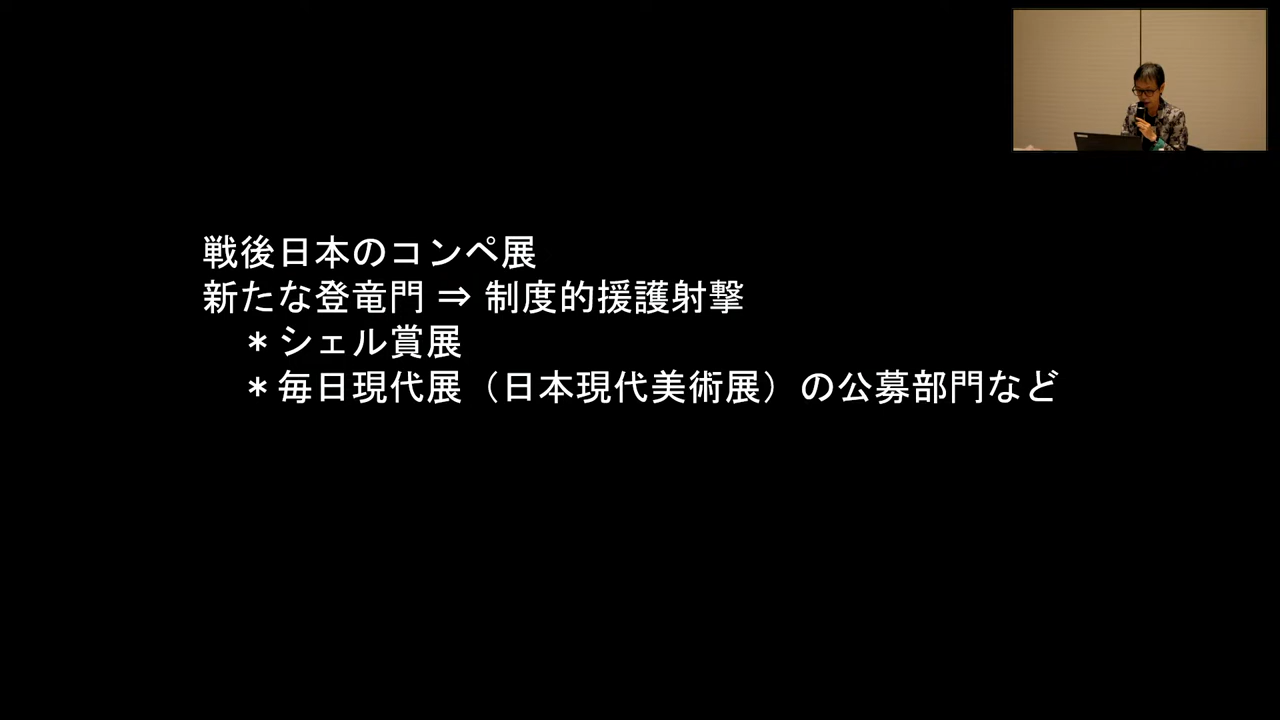 戦後日本のコンペ展
新たな登竜門 ⇒ 制度的援護射撃
＊シェル賞展
＊毎日現代展（日本現代美術展）の公募部門など